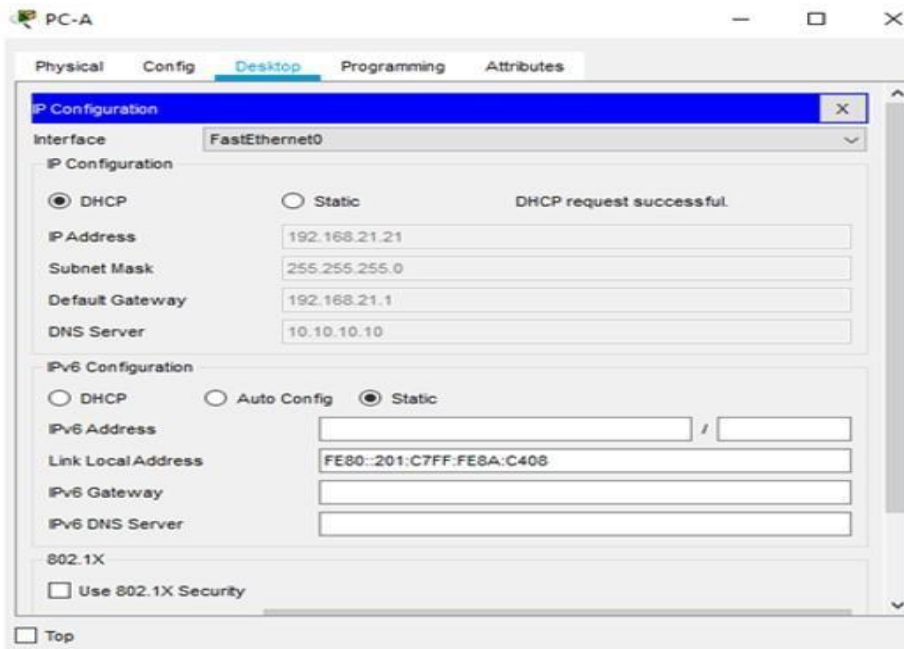 PC-A
Physical Config Desktop Programming Attributes
IP Configuration X
Interface FastEthernet0
IP Configuration
DHCP Static DHCP request successful.
IP Address 192.168.21.21
Subnet Mask 255.255.255.0
Default Gateway 192.168.21.1
DNS Server 10.10.10.10
IPv6 Configuration
DHCP Auto Config Static
IPv6 Address /
Link Local Address FE80::201:C7FF:FE8A:C408
IPv6 Gateway
IPv6 DNS Server
802.1X
Use 802.1X Security
Top